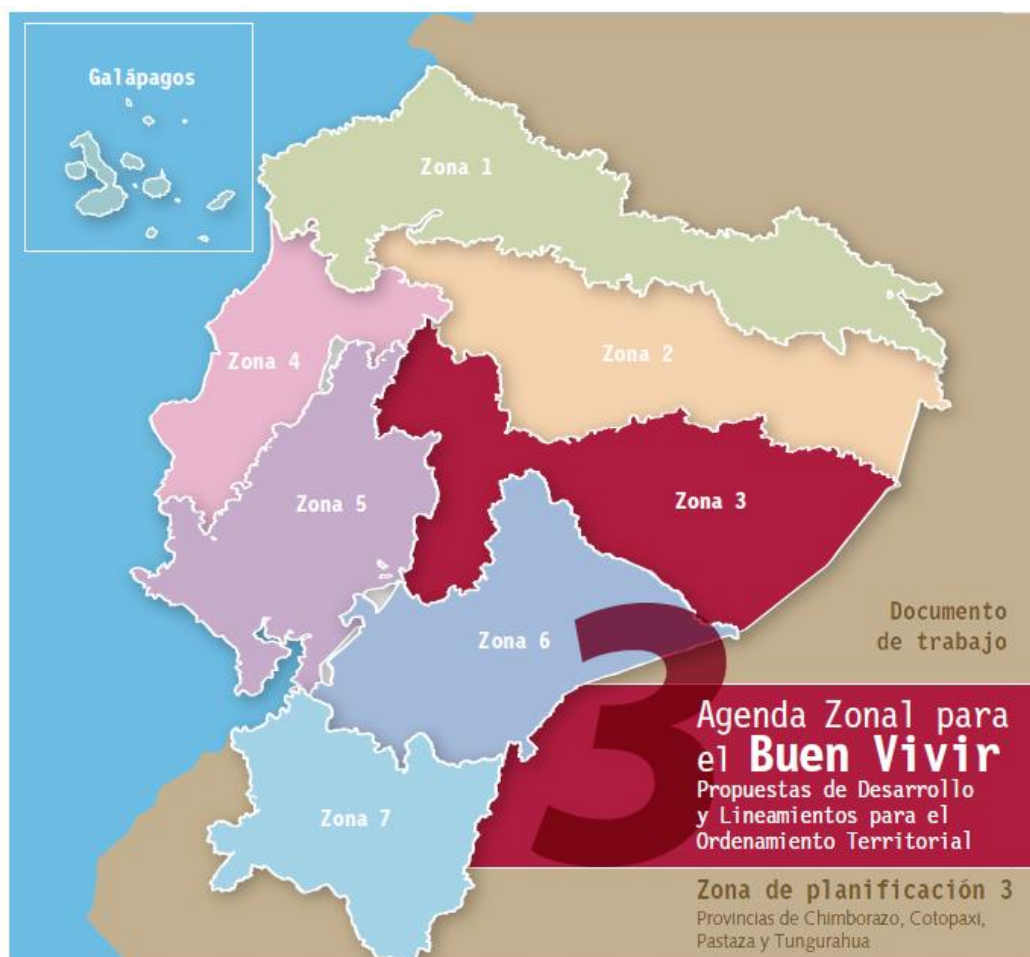 Galápagos
Zona 1
Zona 2
Zona 4
Zona 3
Zona 5
Zona 6
Zona 7
3
Documento
de trabajo
Agenda Zonal para
el Buen Vivir
Propuestas de Desarrollo
y Lineamientos para el
Ordenamiento Territorial
Zona de planificación 3
Provincias de Chimborazo, Cotopaxi,
Pastaza y Tungurahua